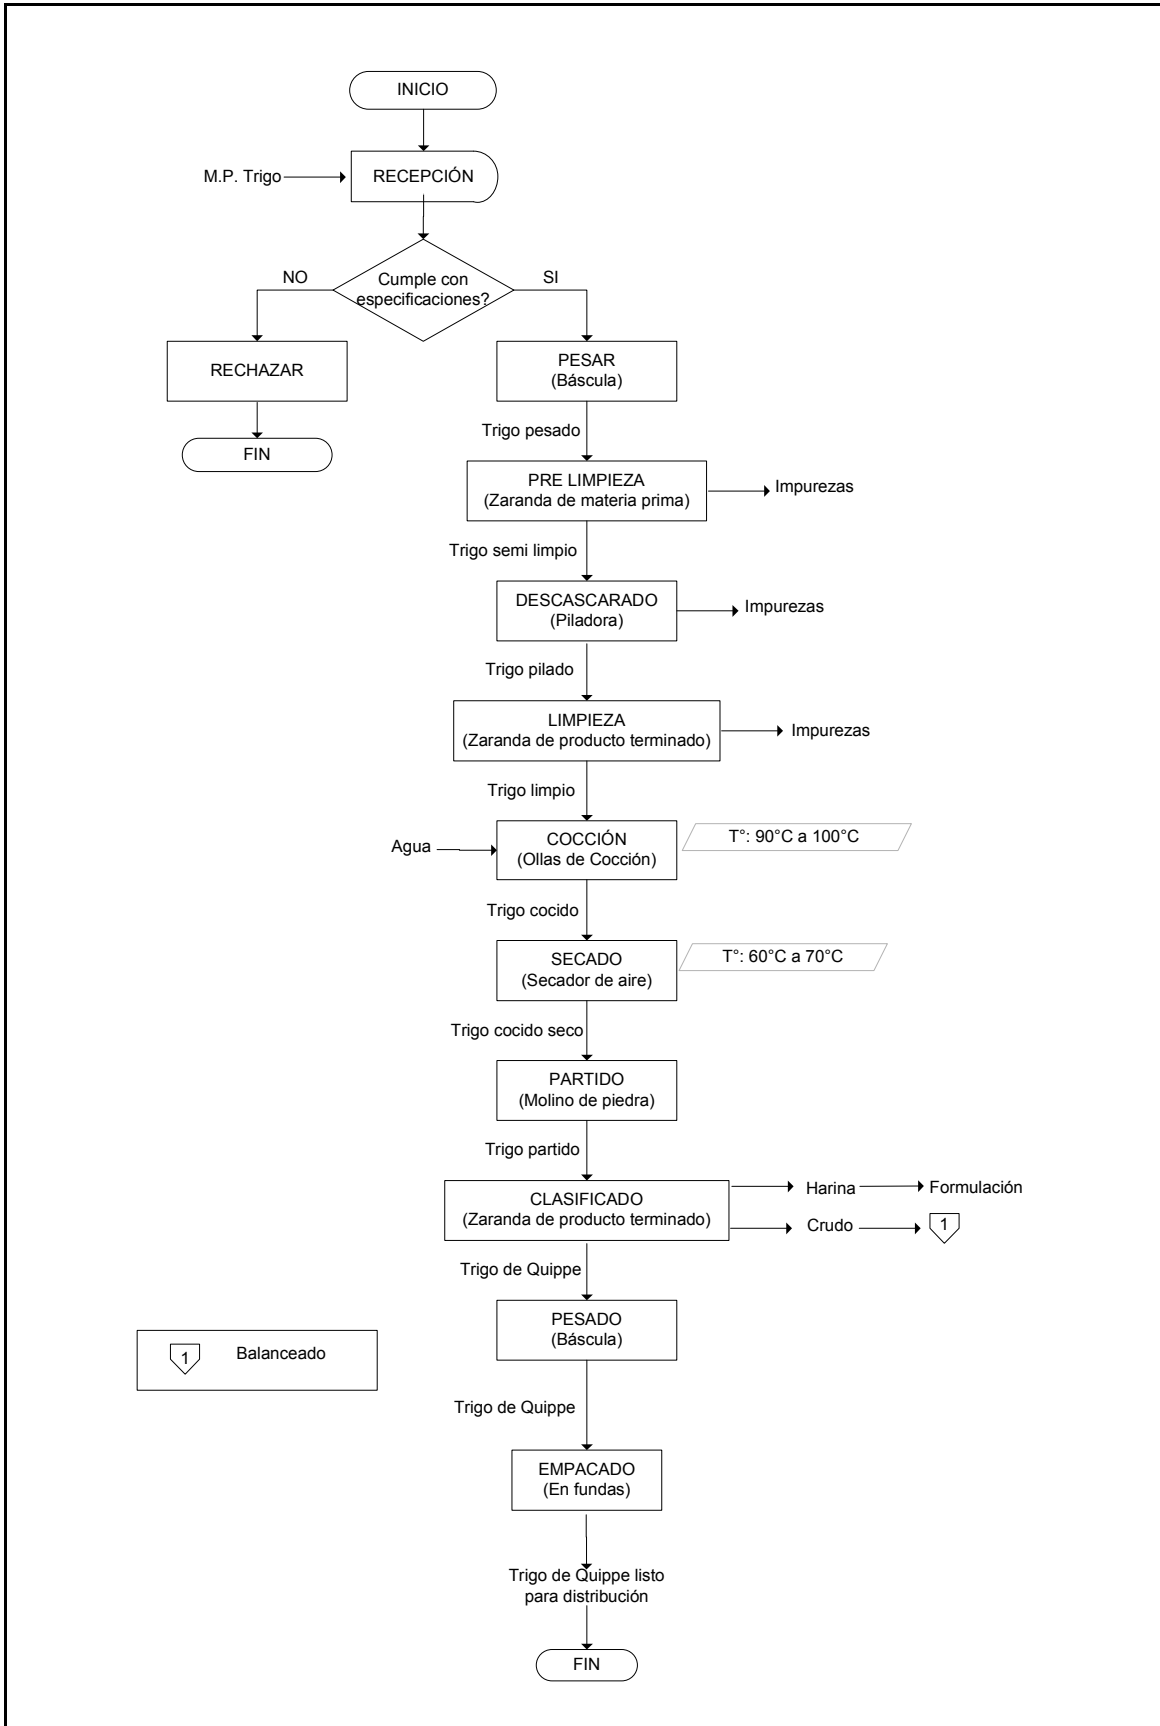 INICIO
M.P. Trigo
RECEPCIÓN
NO
Cumple con
especificaciones?
SI
RECHAZAR
FIN
PESAR
(Báscula)
Trigo pesado
PRE LIMPIEZA
(Zaranda de materia prima)
Impurezas
Trigo semi limpio
DESCASCARADO
(Piladora)
Impurezas
Trigo pilado
LIMPIEZA
(Zaranda de producto terminado)
Impurezas
Trigo limpio
Agua
COCCIÓN
(Ollas de Cocción)
T°: 90°C a 100°C
Trigo cocido
SECADO
(Secador de aire)
T°: 60°C a 70°C
Trigo cocido seco
PARTIDO
(Molino de piedra)
Trigo partido
CLASIFICADO
(Zaranda de producto terminado)
Harina
Formulación
Crudo
1
Trigo de Quippe
PESADO
(Báscula)
1
Balanceado
Trigo de Quippe
EMPACADO
(En fundas)
Trigo de Quippe listo
para distribución
FIN